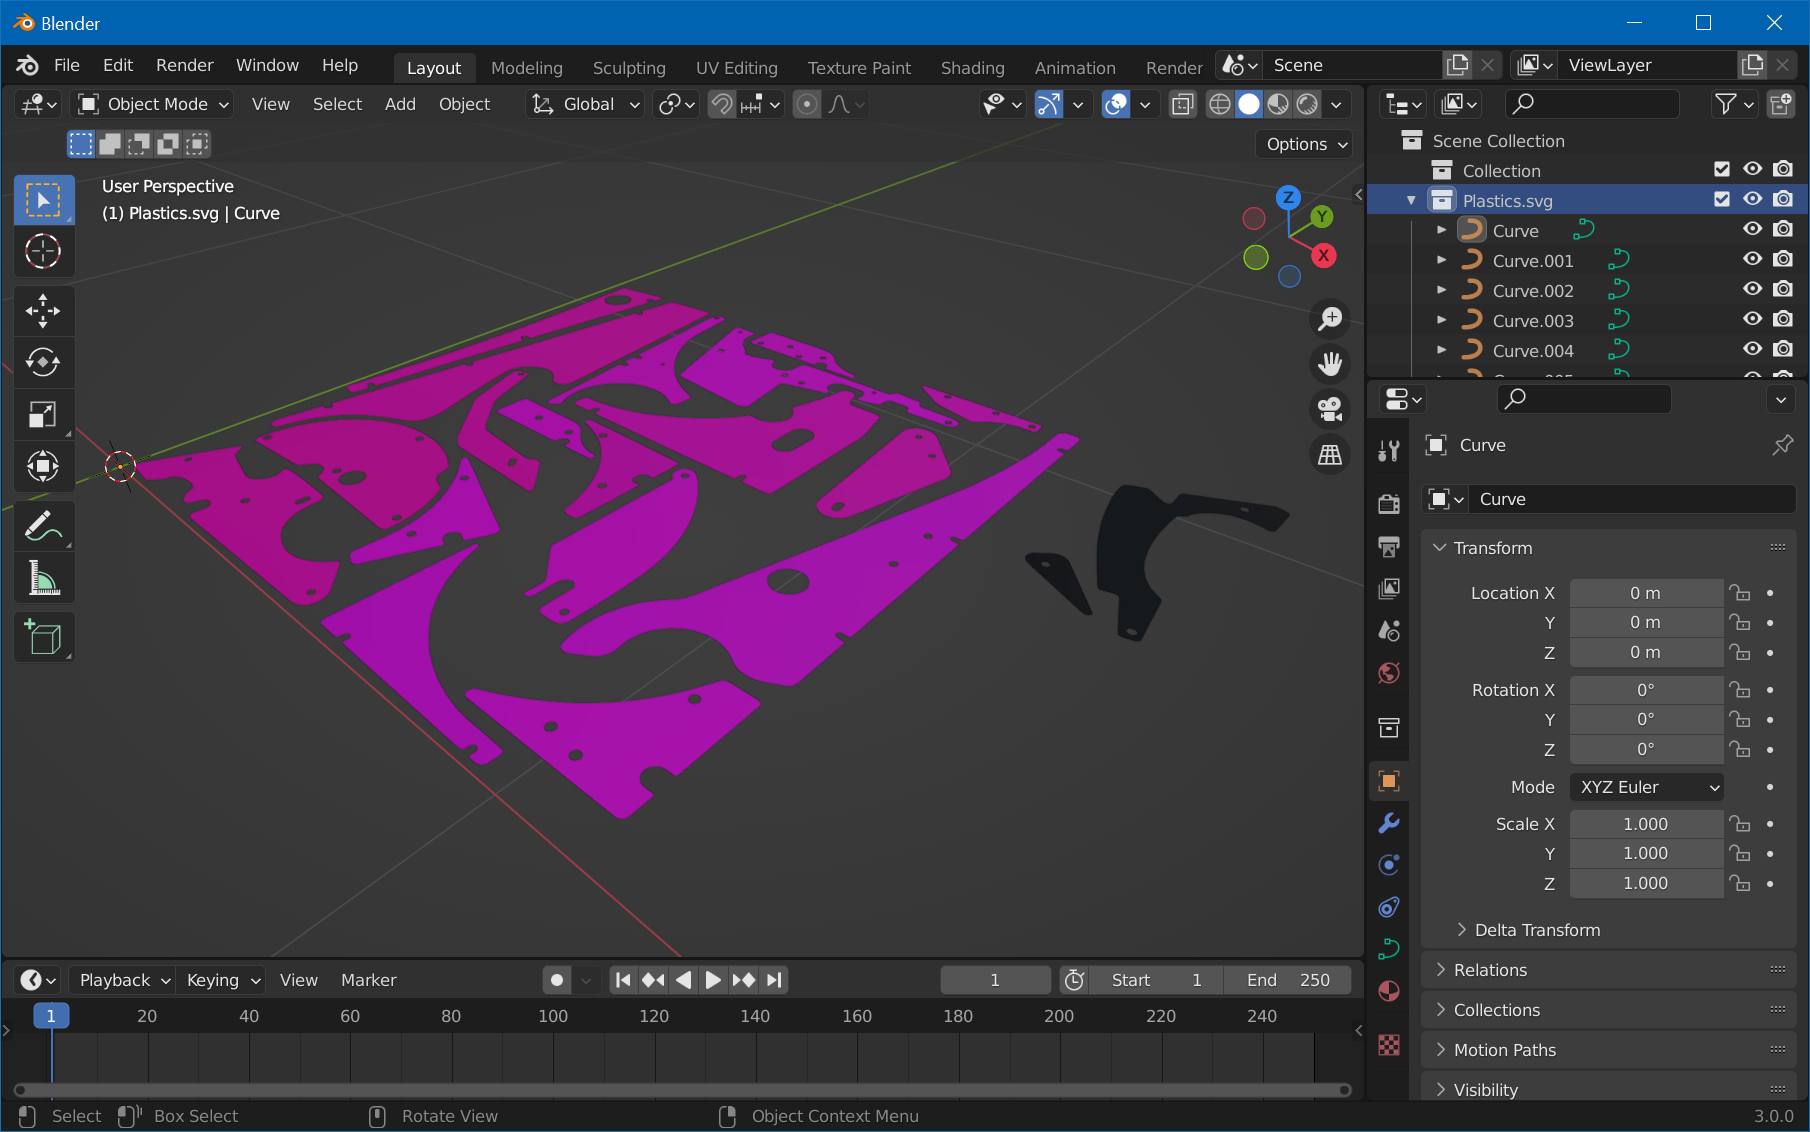 Blender
File Edit Render Window Help Layout Modeling Sculpting UV Editing Texture Paint Shading Animation Render Scene ViewLayer
Object Mode View Select Add Object Global
Options
User Perspective
(1) Plastics.svg | Curve
Z
Y
X
Scene Collection
Collection
Plastics.svg
Curve
Curve.001
Curve.002
Curve.003
Curve.004
Curve
Curve
Transform
Location X 0 m
Y 0 m
Z 0 m
Rotation X 0°
Y 0°
Z 0°
Mode XYZ Euler
Scale X 1.000
Y 1.000
Z 1.000
Delta Transform
Relations
Collections
Motion Paths
Visibility
Playback Keying View Marker 1 Start 1 End 250
1 20 40 60 80 100 120 140 160 180 200 220 240
Select Box Select Rotate View Object Context Menu 3.0.0